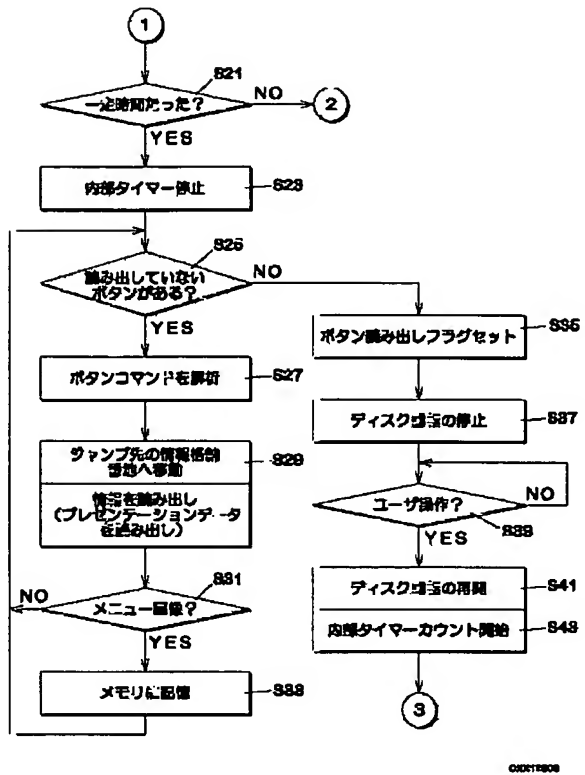 1
S21
一定時間たった?
NO
2
YES
内部タイマー停止
S23
S25
読み出していない
ボタンがある?
NO
YES
ボタンコマンドを解析
S27
ジャンプ先の情報格納
番地へ移動
S29
情報を読み出し
(プレゼンテーションデータ
を読み出し)
S31
NO
メニュー画像?
YES
メモリに記憶
S33
ボタン読み出しフラグセット
S35
ディスク回転の停止
S37
ユーザ操作?
NO
S39
YES
ディスク回転の再開
S41
内部タイマーカウント開始
S43
3